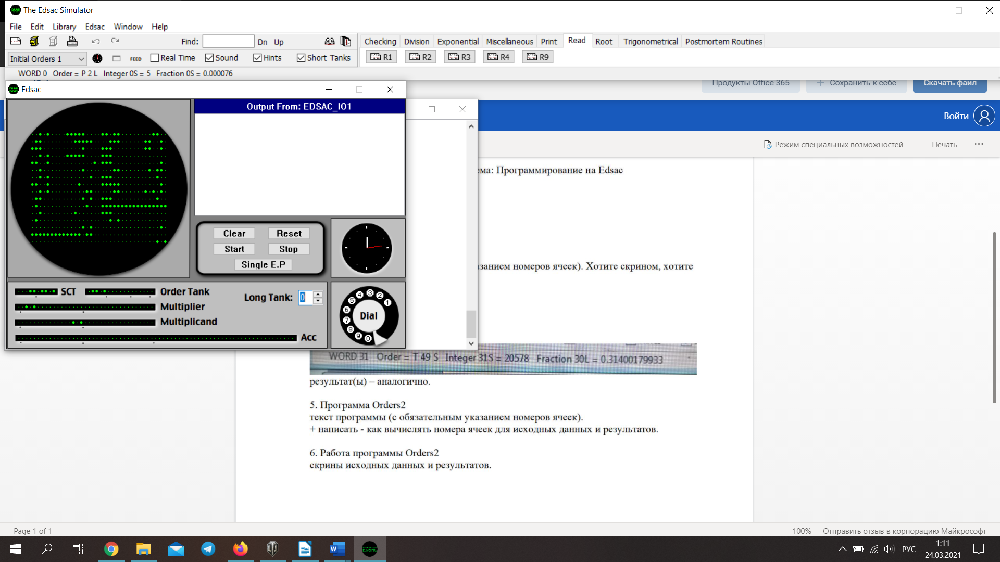 The Edsac Simulator
File Edit Library Edsac Window Help
Find: Dn Up
Checking Division Exponential Miscellaneous Print Read Root Trigonometrical Postmortem Routines
Initial Orders 1 FEED Real Time Sound Hints Short Tanks
R1 R2 R3 R4 R9
WORD 0 Order = P 2 L Integer 0S = 5 Fraction 0S = 0.000076
Продукты Office 365 Сохранить к себе Скачать файл
Edsac
Output From: EDSAC_IO1
Войти
Режим специальных возможностей Печать ...
ма: Программирование на Edsac
Clear Reset
Start Stop
Single E.P
занием номеров ячеек). Хотите скрином, хотите
SCT Order Tank
Long Tank: 0
Multiplier
Multiplicand
Acc
1 2 3 4 5 6 7 8 9 0
Dial
WORD 31 Order = T 49 S Integer 31S = 20578 Fraction 30L = 0.31400179933
результат(ы) – аналогично.
5. Программа Orders2
текст программы (с обязательным указанием номеров ячеек).
+ написать - как вычислять номера ячеек для исходных данных и результатов.
6. Работа программы Orders2
скрины исходных данных и результатов.
Page 1 of 1
100% Отправить отзыв в корпорацию Майкрософт
РУС
1:11
24.03.2021